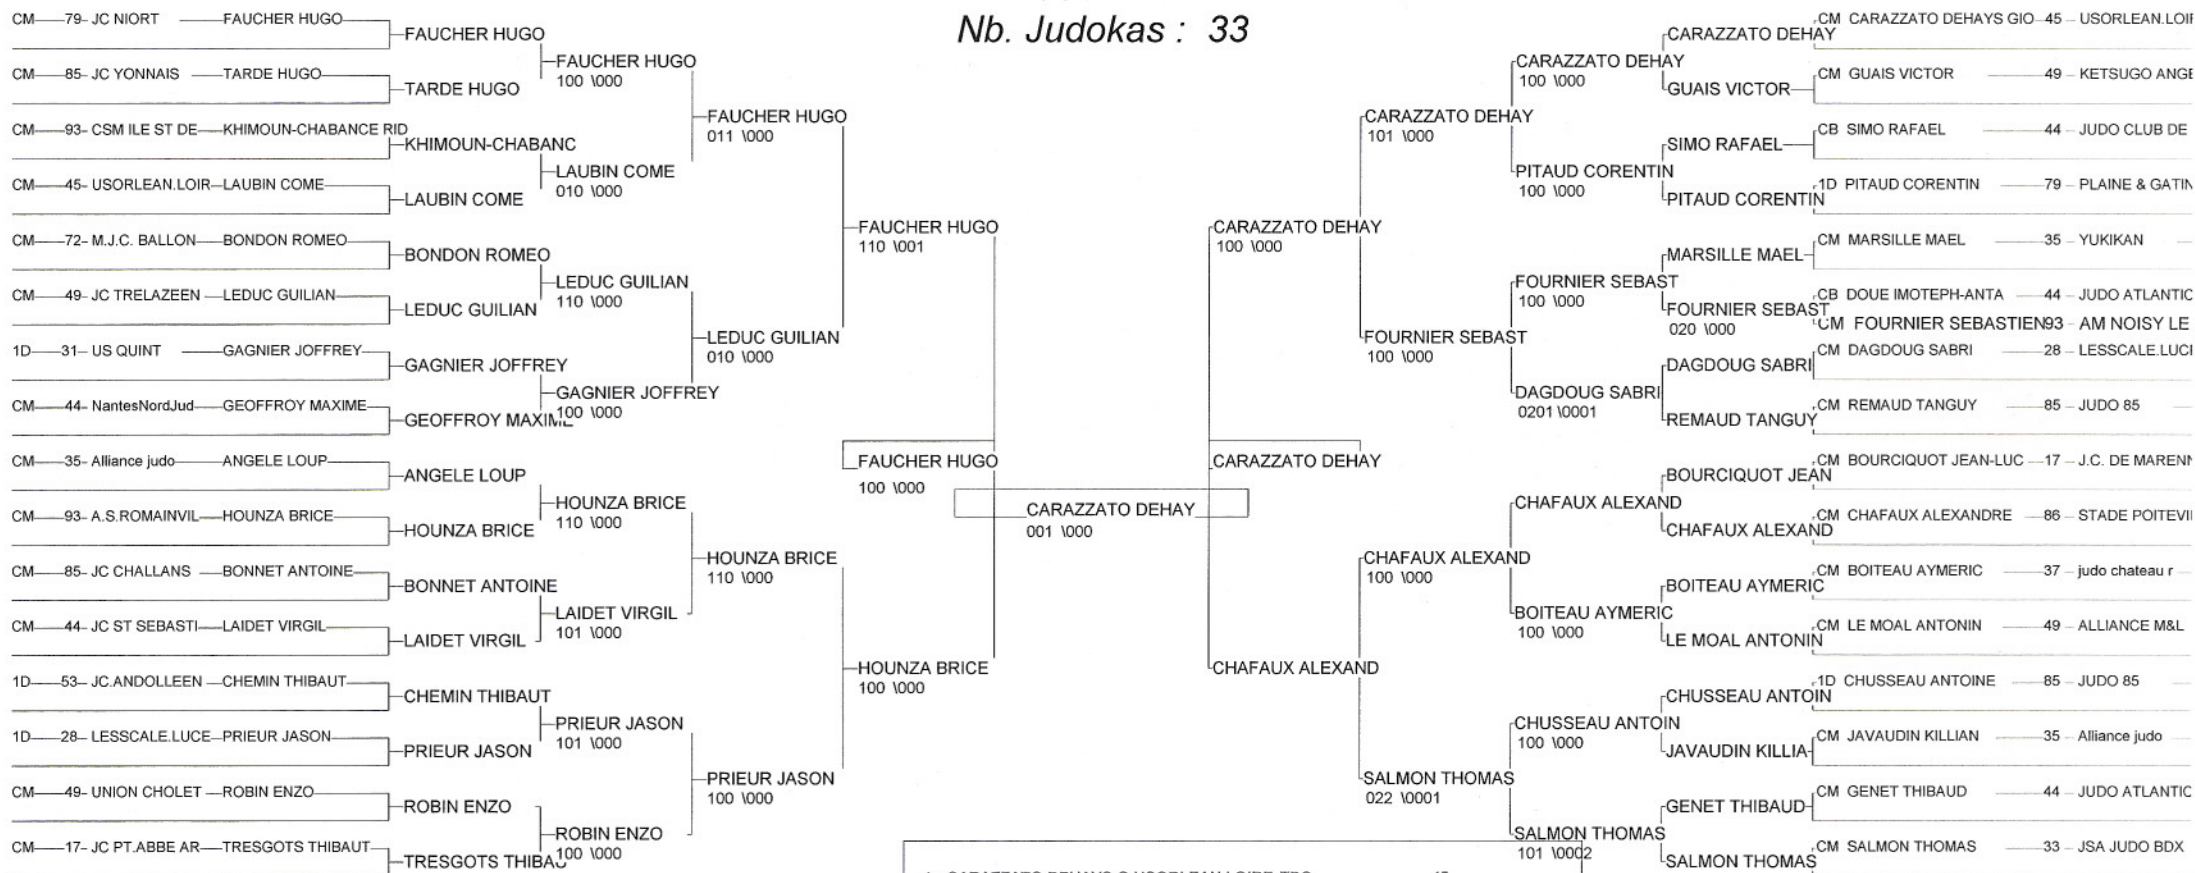 Nb. Judokas : 33
CM 79- JC NIORT FAUCHER HUGO
CM 85- JC YONNAIS TARDE HUGO
CM 93- CSM ILE ST DE KHIMOUN-CHABANCE RID
CM 45- USORLEAN.LOIR LAUBIN COME
CM 72- M.J.C. BALLON BONDON ROMEO
CM 49- JC TRELAZEEN LEDUC GUILIAN
1D 31- US QUINT GAGNIER JOFFREY
CM 44- NantesNordJud GEOFFROY MAXIME
CM 35- Alliance judo ANGELE LOUP
CM 93- A.S.ROMAINVIL HOUNZA BRICE
CM 85- JC CHALLANS BONNET ANTOINE
CM 44- JC ST SEBASTI LAIDET VIRGIL
1D 53- JC.ANDOLLEEN CHEMIN THIBAUT
1D 28- LESSCALE.LUCE PRIEUR JASON
CM 49- UNION CHOLET ROBIN ENZO
CM 17- JC PT.ABBE AR TRESGOTS THIBAUT
FAUCHER HUGO
TARDE HUGO
KHIMOUN-CHABANC
LAUBIN COME
BONDON ROMEO
LEDUC GUILIAN
GAGNIER JOFFREY
GEOFFROY MAXIME
ANGELE LOUP
HOUNZA BRICE
BONNET ANTOINE
LAIDET VIRGIL
CHEMIN THIBAUT
PRIEUR JASON
ROBIN ENZO
TRESGOTS THIBAU
FAUCHER HUGO
100 \000
LAUBIN COME
010 \000
LEDUC GUILIAN
110 \000
GAGNIER JOFFREY
100 \000
HOUNZA BRICE
110 \000
LAIDET VIRGIL
101 \000
PRIEUR JASON
101 \000
ROBIN ENZO
100 \000
FAUCHER HUGO
011 \000
LEDUC GUILIAN
010 \000
HOUNZA BRICE
110 \000
PRIEUR JASON
100 \000
FAUCHER HUGO
110 \001
HOUNZA BRICE
100 \000
FAUCHER HUGO
100 \000
CARAZZATO DEHAY
001 \000
CARAZZATO DEHAY
CARAZZATO DEHAY
100 \000
CHAFAUX ALEXAND
CARAZZATO DEHAY
101 \000
FOURNIER SEBAST
100 \000
CHAFAUX ALEXAND
100 \000
SALMON THOMAS
022 \0001
CARAZZATO DEHAY
100 \000
PITAUD CORENTIN
100 \000
FOURNIER SEBAST
100 \000
DAGDOUG SABRI
0201 \0001
CHAFAUX ALEXAND
BOITEAU AYMERIC
100 \000
CHUSSEAU ANTOIN
100 \000
SALMON THOMAS
101 \0002
CARAZZATO DEHAY
GUAIS VICTOR
SIMO RAFAEL
PITAUD CORENTIN
MARSILLE MAEL
FOURNIER SEBAST
020 \000
DAGDOUG SABRI
REMAUD TANGUY
BOURCIQUOT JEAN
CHAFAUX ALEXAND
BOITEAU AYMERIC
LE MOAL ANTONIN
CHUSSEAU ANTOIN
JAVAUDIN KILLIA
GENET THIBAUD
SALMON THOMAS
CM CARAZZATO DEHAYS GIO 45 - USORLEAN.LOIR
CM GUAIS VICTOR 49 - KETSUGO ANGE
CB SIMO RAFAEL 44 - JUDO CLUB DE
1D PITAUD CORENTIN 79 - PLAINE & GATIN
CM MARSILLE MAEL 35 - YUKIKAN
CB DOUE IMOTEPH-ANTA 44 - JUDO ATLANTIC
CM FOURNIER SEBASTIEN 93 - AM NOISY LE
CM DAGDOUG SABRI 28 - LESSCALE.LUCE
CM REMAUD TANGUY 85 - JUDO 85
CM BOURCIQUOT JEAN-LUC 17 - J.C. DE MARENN
CM CHAFAUX ALEXANDRE 86 - STADE POITEVI
CM BOITEAU AYMERIC 37 - judo chateau r
CM LE MOAL ANTONIN 49 - ALLIANCE M&L
1D CHUSSEAU ANTOINE 85 - JUDO 85
CM JAVAUDIN KILLIAN 35 - Alliance judo
CM GENET THIBAUD 44 - JUDO ATLANTIC
CM SALMON THOMAS 33 - JSA JUDO BDX